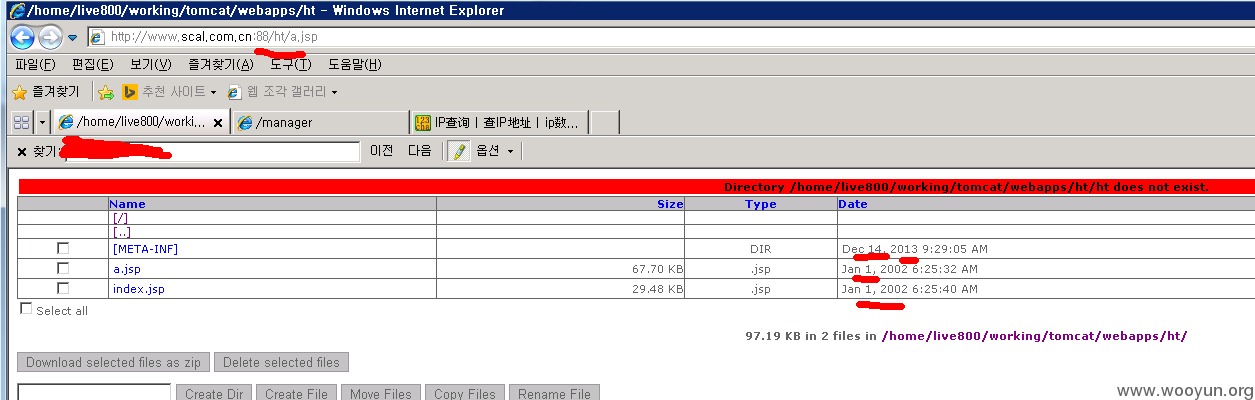 /home/live800/working/tomcat/webapps/ht - Windows Internet Explorer
http://www.scal.com.cn:88/ht/a.jsp
파일(F) 편집(E) 보기(V) 즐겨찾기(A) 도구(T) 도움말(H)
즐겨찾기 추천 사이트 웹 조각 갤러리
/home/live800/worki... x /manager IP查询 | 查IP地址 | ip数...
x 찾기: 이전 다음 옵션
Directory /home/live800/working/tomcat/webapps/ht/ht does not exist.
Name Size Type Date
[/]
[..]
[META-INF] DIR Dec 14, 2013 9:29:05 AM
a.jsp 67.70 KB .jsp Jan 1, 2002 6:25:32 AM
index.jsp 29.48 KB .jsp Jan 1, 2002 6:25:40 AM
Select all
97.19 KB in 2 files in /home/live800/working/tomcat/webapps/ht/
Download selected files as zip Delete selected files
Create Dir Create File Move Files Copy Files Rename File
www.wooyun.org